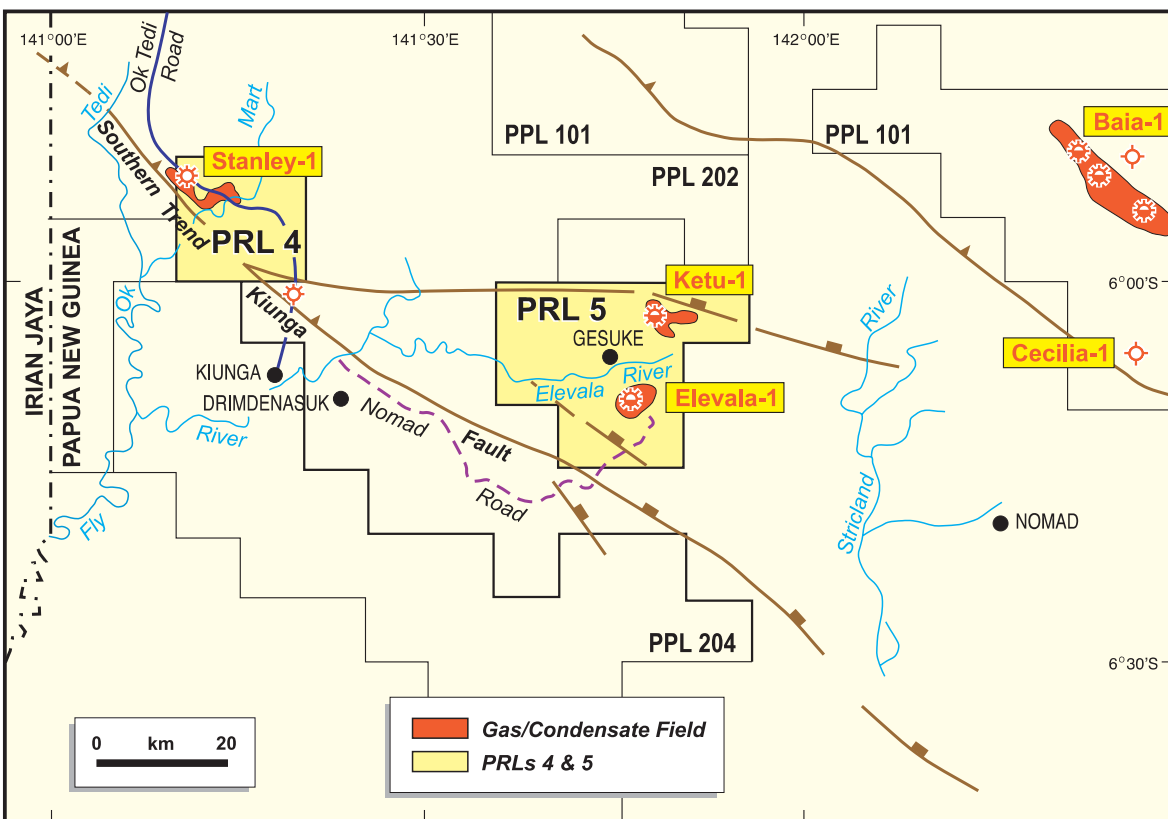 141°00'E
141°30'E
142°00'E
Ok Tedi
Road
Tedi
Mart
Southern
Trend
Stanley-1
PRL 4
PPL 101
PPL 202
PPL 101
Baia-1
IRIAN JAYA
PAPUA NEW GUINEA
Ok
Kiunga
Ketu-1
PRL 5
GESUKE
River
6°00'S
Cecilia-1
KIUNGA
DRIMDENASUK
Elevala
River
Elevala-1
River
Nomad
Fault
Road
Fly
Stricland
NOMAD
PPL 204
6°30'S
0 km 20
Gas/Condensate Field
PRLs 4 & 5